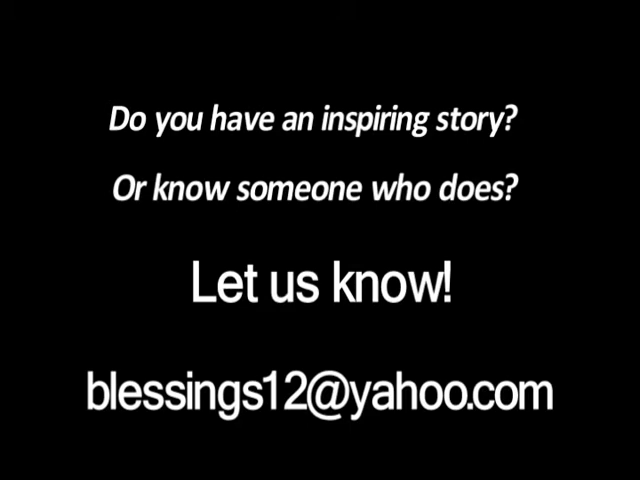 Do you have an inspiring story?
Or know someone who does?
Let us know!
blessings12@yahoo.com